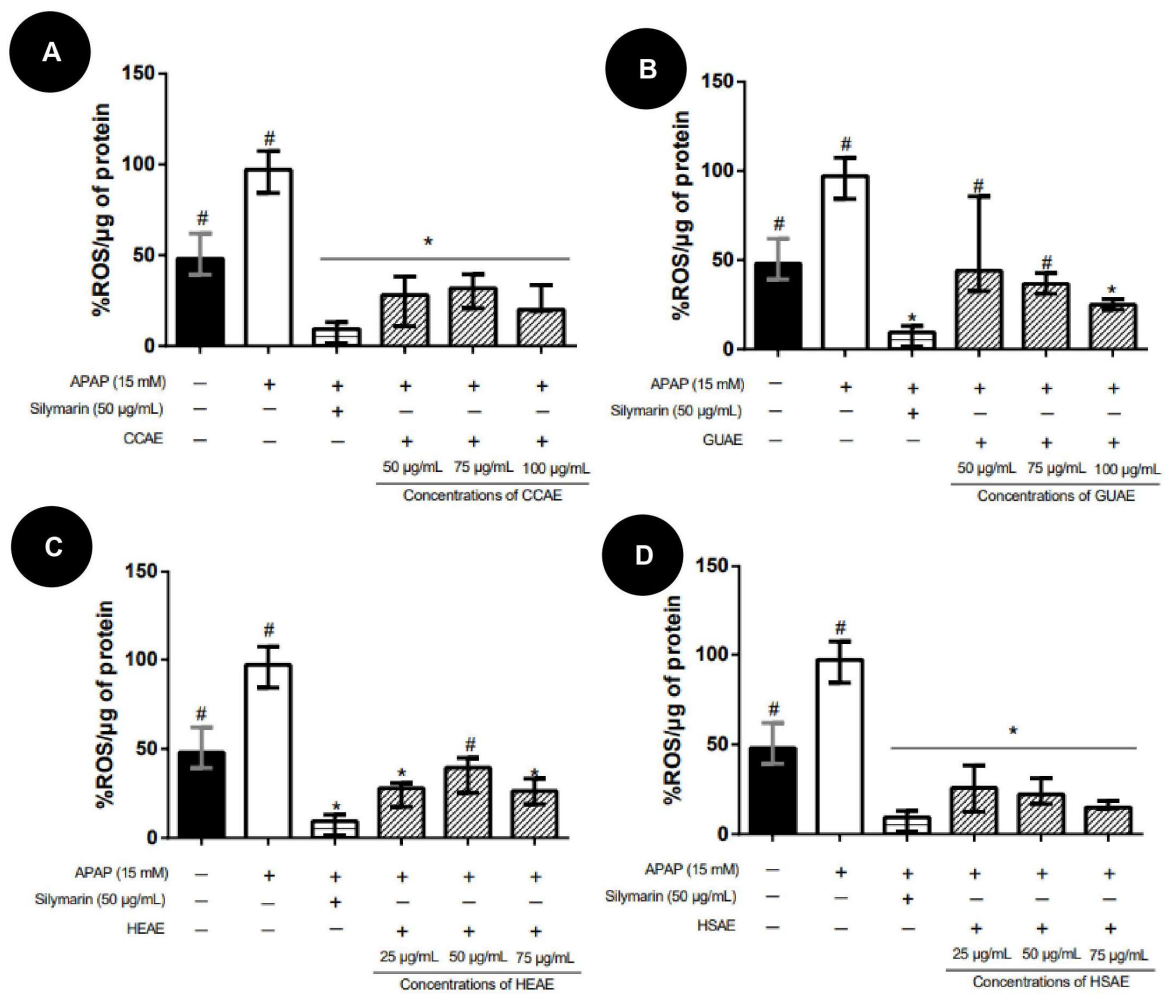 A
%ROS/µg of protein
150
100
50
0
#
#
*
APAP (15 mM) — + + + + +
Silymarin (50 µg/mL) — — + — — —
CCAE — — — + + +
50 µg/mL 75 µg/mL 100 µg/mL
Concentrations of CCAE
B
%ROS/µg of protein
150
100
50
0
#
#
*
#
#
*
APAP (15 mM) — + + + + +
Silymarin (50 µg/mL) — — + — — —
GUAE — — — + + +
50 µg/mL 75 µg/mL 100 µg/mL
Concentrations of GUAE
C
%ROS/µg of protein
150
100
50
0
#
#
*
*
#
*
APAP (15 mM) — + + + + +
Silymarin (50 µg/mL) — — + — — —
HEAE — — — + + +
25 µg/mL 50 µg/mL 75 µg/mL
Concentrations of HEAE
D
%ROS/µg of protein
150
100
50
0
#
#
*
APAP (15 mM) — + + + + +
Silymarin (50 µg/mL) — — + — — —
HSAE — — — + + +
25 µg/mL 50 µg/mL 75 µg/mL
Concentrations of HSAE